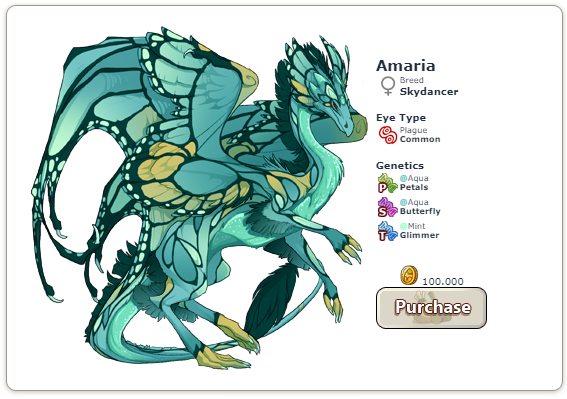 Amaria
Breed
Skydancer
Eye Type
Plague
Common
Genetics
@Aqua
P Petals
@Aqua
S Butterfly
@Mint
T Glimmer
100.000
Purchase